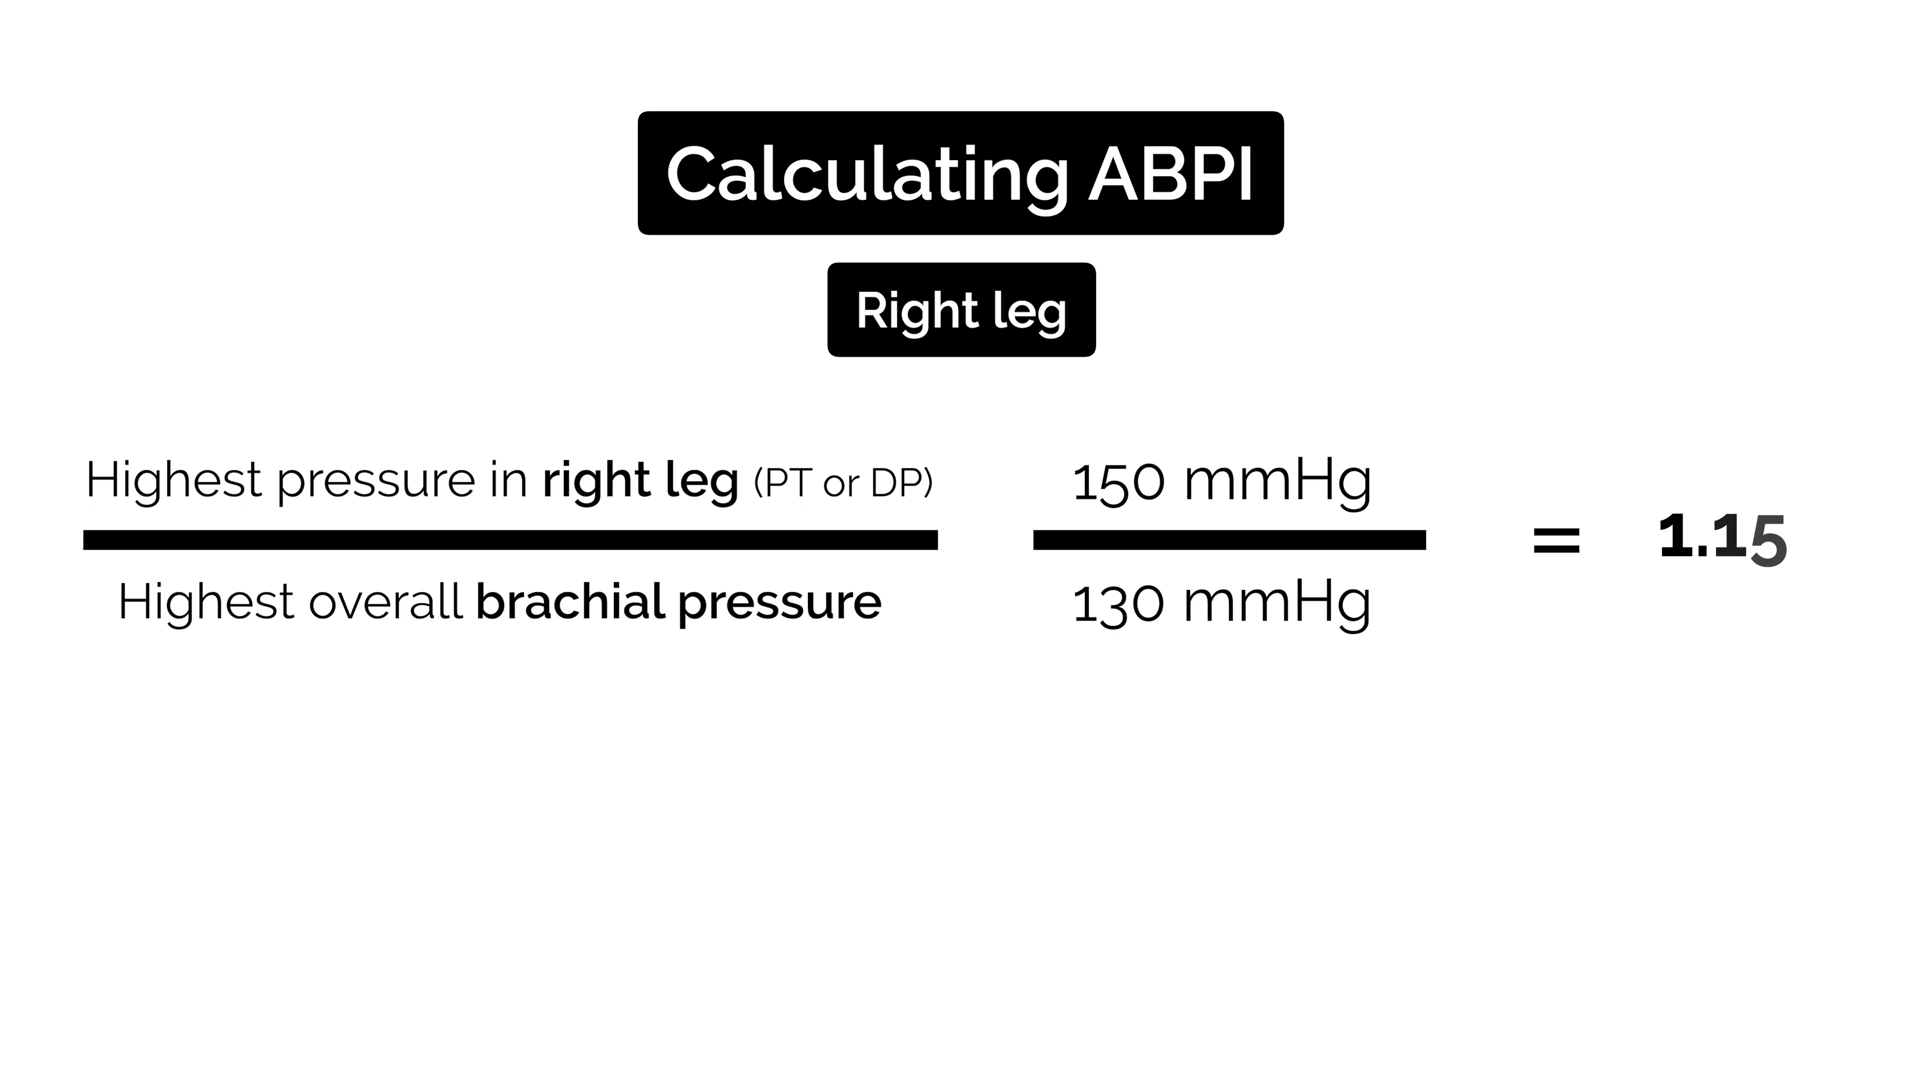 Calculating ABPI
Right leg
Highest pressure in right leg (PT or DP)
Highest overall brachial pressure
150 mmHg
130 mmHg
= 1.15